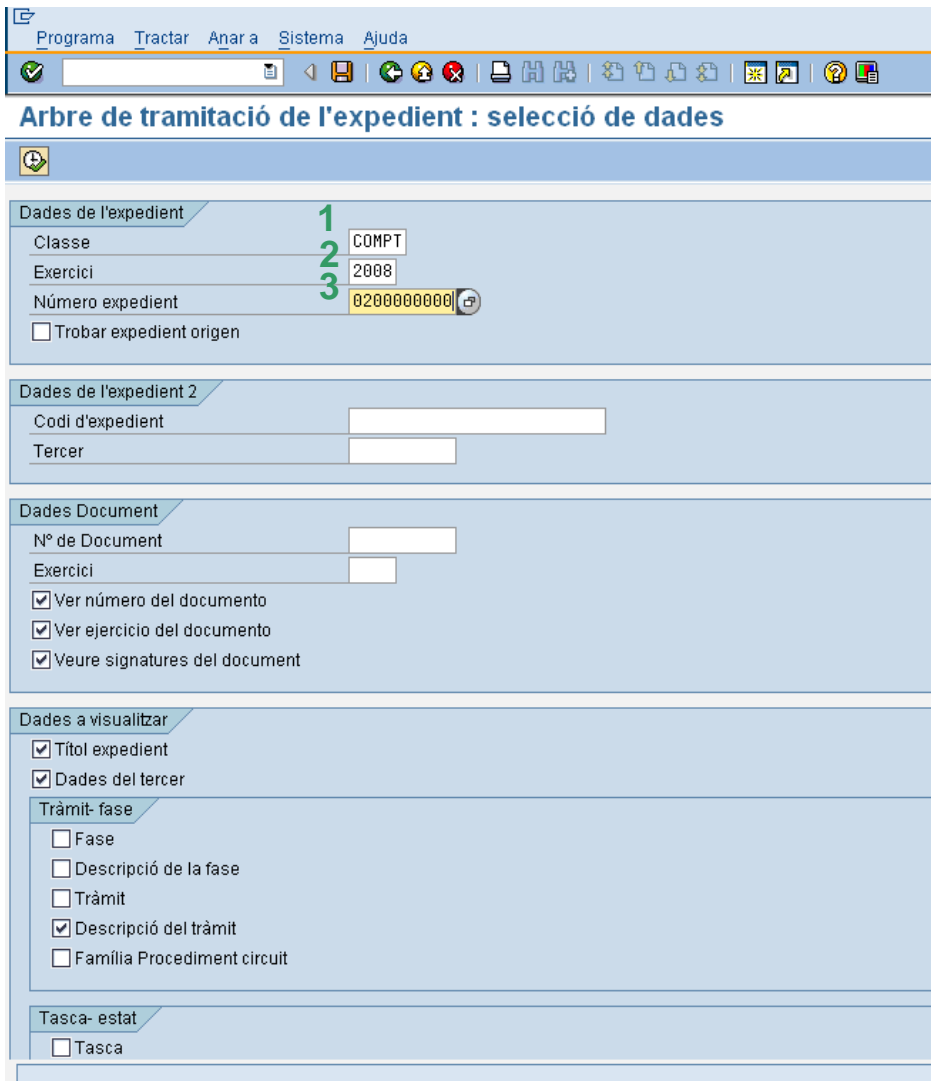 Programa Tractar Anar a Sistema Ajuda
Arbre de tramitació de l'expedient : selecció de dades
Dades de l'expedient
1
Classe COMPT
2
Exercici 2008
3
Número expedient 0200000000
Trobar expedient origen
Dades de l'expedient 2
Codi d'expedient
Tercer
Dades Document
Nº de Document
Exercici
Ver número del documento
Ver ejercicio del documento
Veure signatures del document
Dades a visualitzar
Títol expedient
Dades del tercer
Tràmit- fase
Fase
Descripció de la fase
Tràmit
Descripció del tràmit
Família Procediment circuit
Tasca- estat
Tasca